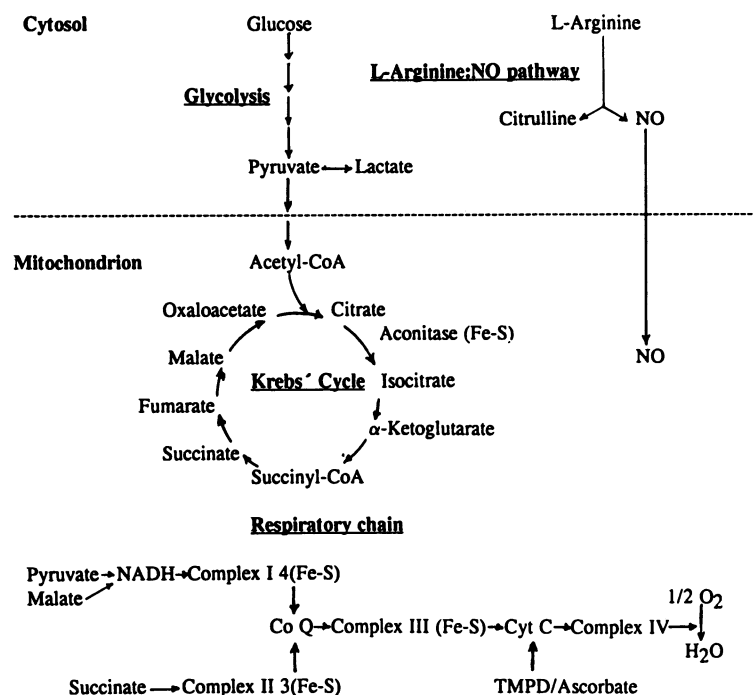 Cytosol
Glucose
L-Arginine
L-Arginine:NO pathway
Glycolysis
Citrulline
NO
Pyruvate
Lactate
Mitochondrion
Acetyl-CoA
Oxaloacetate
Citrate
Aconitase (Fe-S)
NO
Malate
Krebs´ Cycle
Isocitrate
Fumarate
α-Ketoglutarate
Succinate
Succinyl-CoA
Respiratory chain
Pyruvate
NADH
Complex I 4(Fe-S)
Malate
1/2 O2
Co Q
Complex III (Fe-S)
Cyt C
Complex IV
H2O
Succinate
Complex II 3(Fe-S)
TMPD/Ascorbate